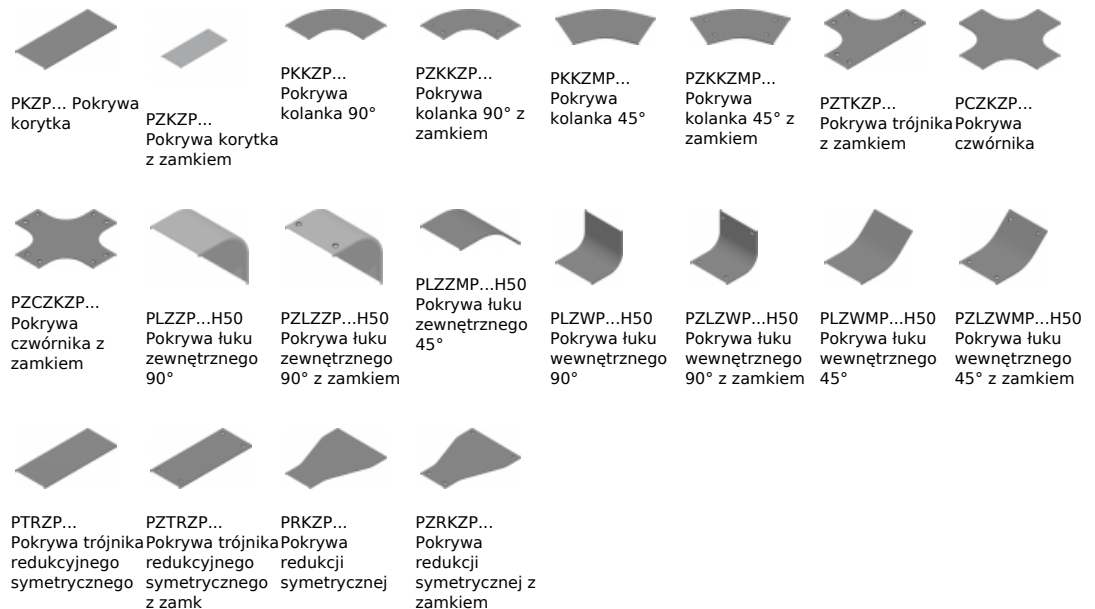 PKZP... Pokrywa
korytka
PZKZP...
Pokrywa korytka
z zamkiem
PKKZP...
Pokrywa
kolanka 90°
PZKKZP...
Pokrywa
kolanka 90° z
zamkiem
PKKZMP...
Pokrywa
kolanka 45°
PZKKZMP...
Pokrywa
kolanka 45° z
zamkiem
PZTKZP...
Pokrywa trójnika
z zamkiem
PCZKZP...
Pokrywa
czwórnika
PZCZKZP...
Pokrywa
czwórnika z
zamkiem
PLZZP...H50
Pokrywa łuku
zewnętrznego
90°
PZLZZP...H50
Pokrywa łuku
zewnętrznego
90° z zamkiem
PLZZMP...H50
Pokrywa łuku
zewnętrznego
45°
PLZWP...H50
Pokrywa łuku
wewnętrznego
90°
PZLZWP...H50
Pokrywa łuku
wewnętrznego
90° z zamkiem
PLZWMP...H50
Pokrywa łuku
wewnętrznego
45°
PZLZWMP...H50
Pokrywa łuku
wewnętrznego
45° z zamkiem
PTRZP...
Pokrywa trójnika
redukcyjnego
symetrycznego
PZTRZP...
Pokrywa trójnika
redukcyjnego
symetrycznego
z zamk
PRKZP...
Pokrywa
redukcji
symetrycznej
PZRKZP...
Pokrywa
redukcji
symetrycznej z
zamkiem